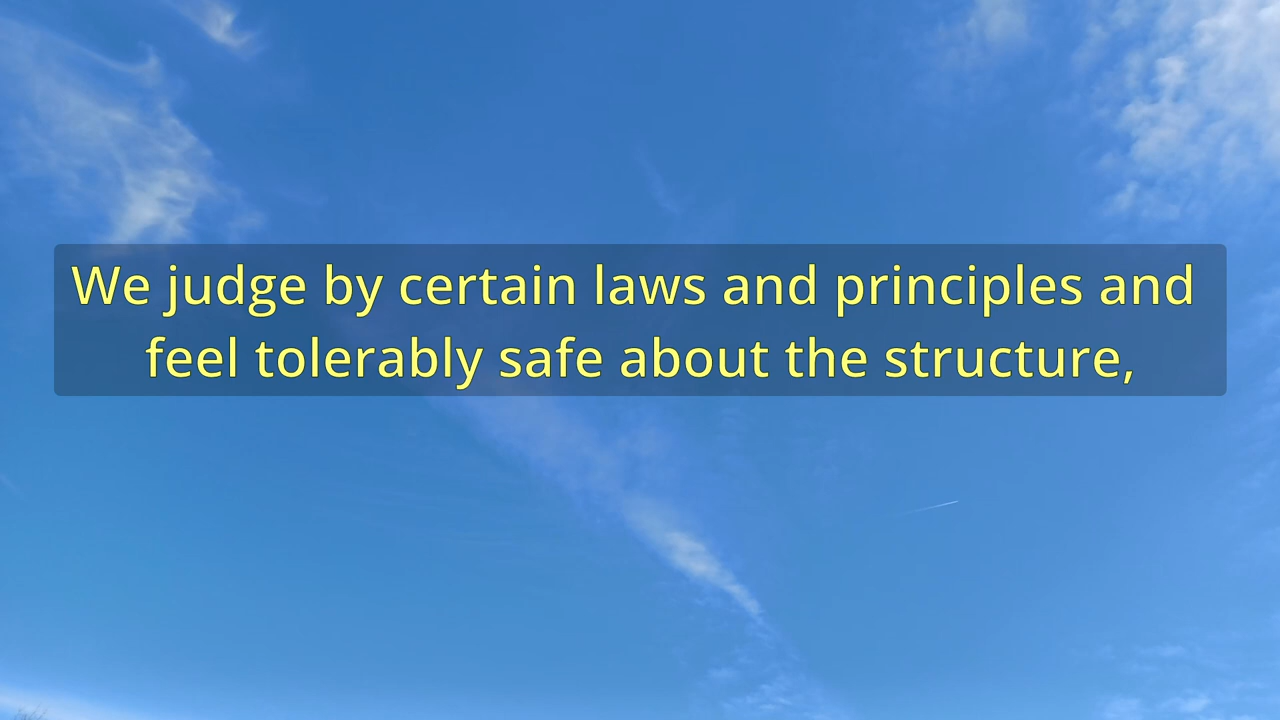 We judge by certain laws and principles and
feel tolerably safe about the structure,